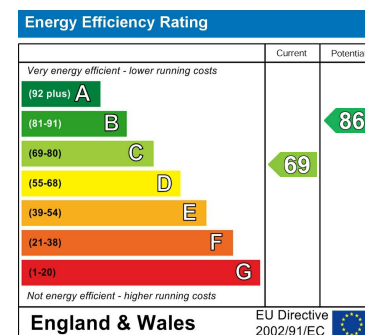 Energy Efficiency Rating
Current Potential
Very energy efficient - lower running costs
(92 plus) A
(81-91) B 86
(69-80) C 69
(55-68) D
(39-54) E
(21-38) F
(1-20) G
Not energy efficient - higher running costs
England & Wales
EU Directive
2002/91/EC